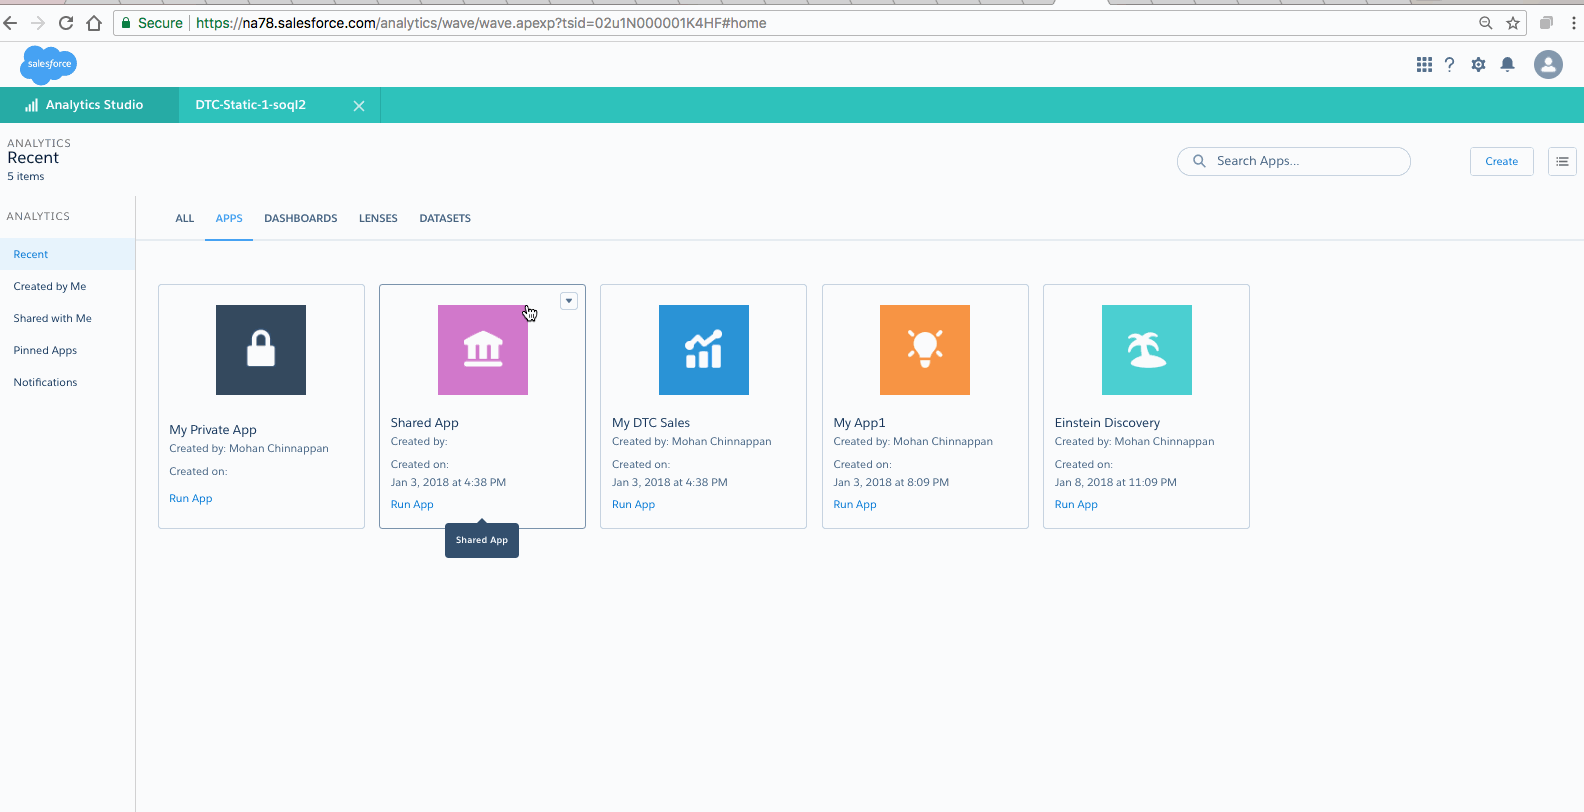 Secure https://na78.salesforce.com/analytics/wave/wave.apexp?tsid=02u1N000001K4HF#home
salesforce
?
Analytics Studio DTC-Static-1-soql2
ANALYTICS
Recent
5 items
Search Apps...
Create
ANALYTICS
Recent
Created by Me
Shared with Me
Pinned Apps
Notifications
ALL APPS DASHBOARDS LENSES DATASETS
My Private App
Created by: Mohan Chinnappan
Created on:
Run App
Shared App
Created by:
Created on:
Jan 3, 2018 at 4:38 PM
Run App
Shared App
My DTC Sales
Created by: Mohan Chinnappan
Created on:
Jan 3, 2018 at 4:38 PM
Run App
My App1
Created by: Mohan Chinnappan
Created on:
Jan 3, 2018 at 8:09 PM
Run App
Einstein Discovery
Created by: Mohan Chinnappan
Created on:
Jan 8, 2018 at 11:09 PM
Run App